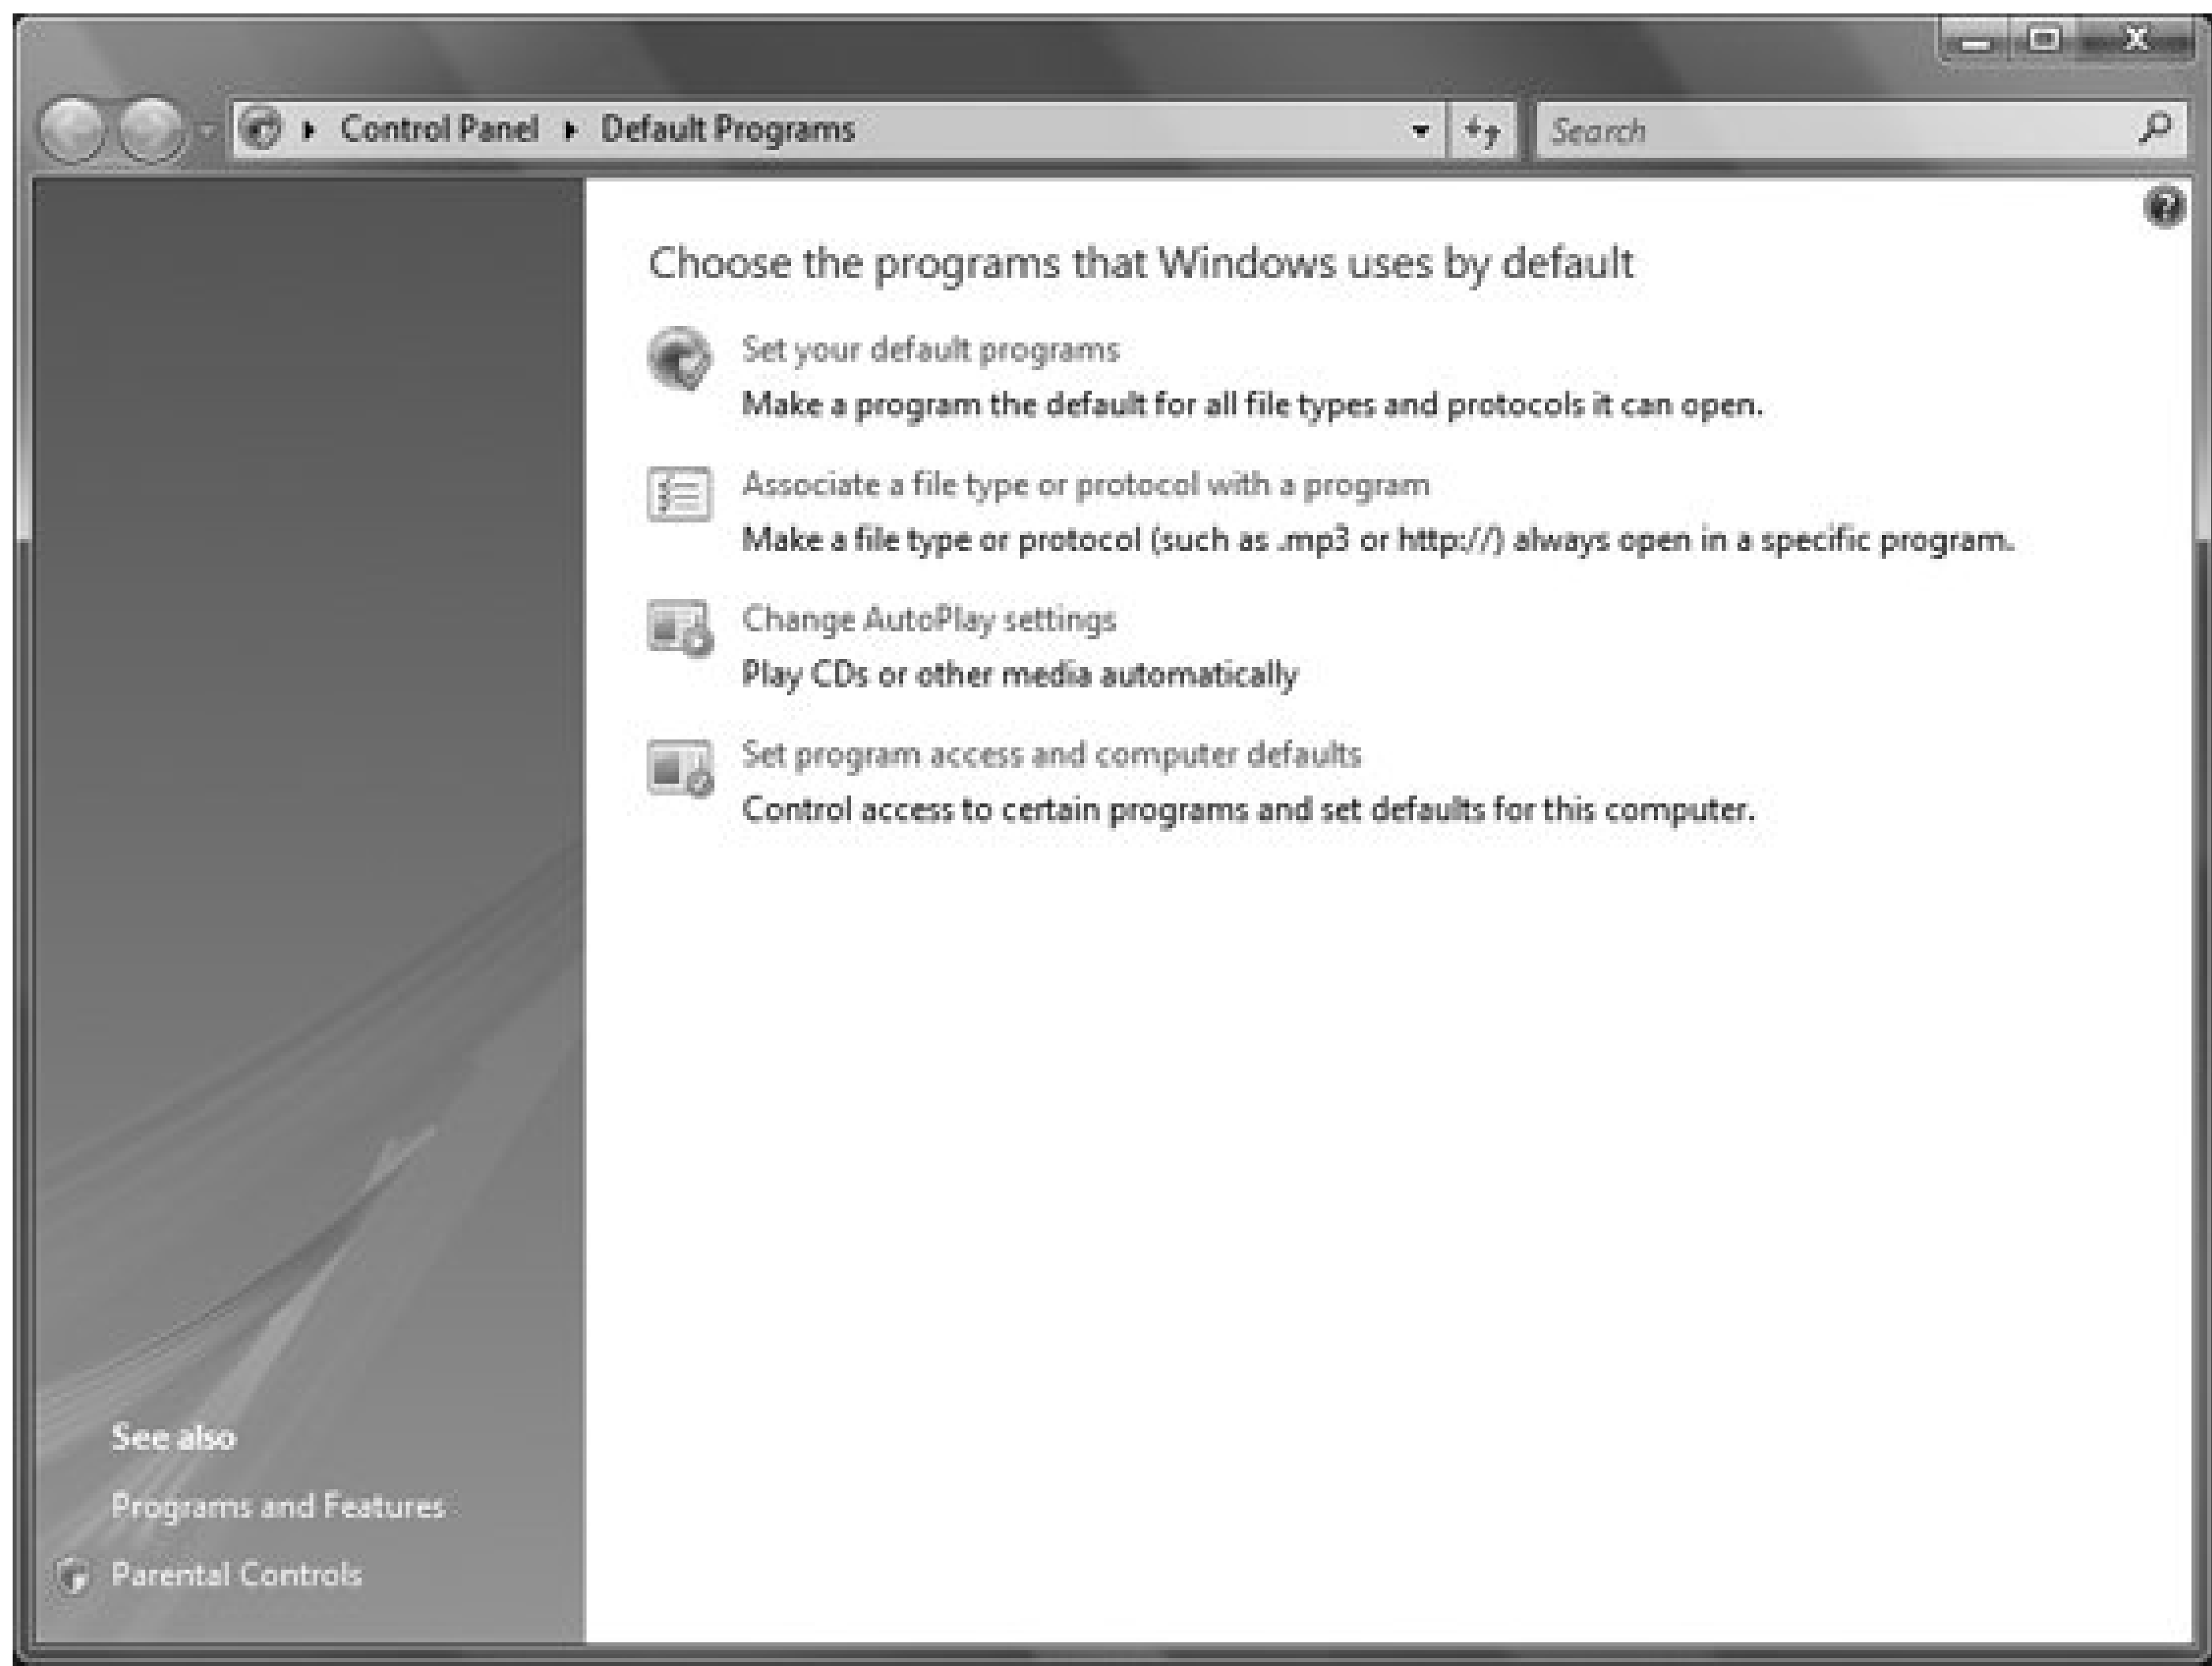 Control Panel
Default Programs
Search
Choose the programs that Windows uses by default
Set your default programs
Make a program the default for all file types and protocols it can open.
Associate a file type or protocol with a program
Make a file type or protocol (such as .mp3 or http://) always open in a specific program.
Change AutoPlay settings
Play CDs or other media automatically
Set program access and computer defaults
Control access to certain programs and set defaults for this computer.
See also
Programs and Features
Parental Controls